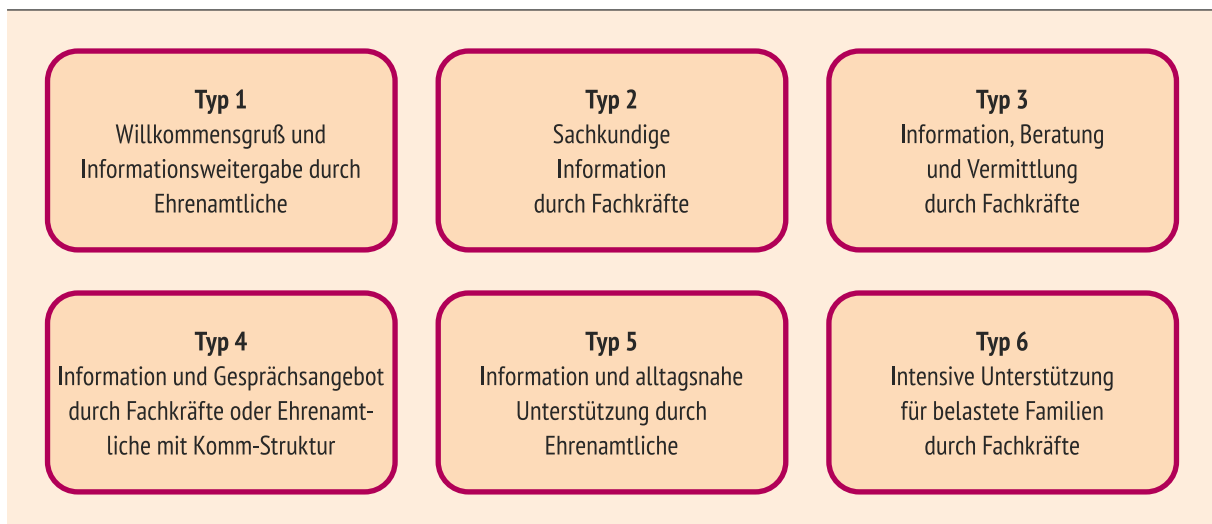 Typ 1
Willkommensgruß und
Informationsweitergabe durch
Ehrenamtliche
Typ 2
Sachkundige
Information
durch Fachkräfte
Typ 3
Information, Beratung
und Vermittlung
durch Fachkräfte
Typ 4
Information und Gesprächsangebot
durch Fachkräfte oder Ehrenamt-
liche mit Komm-Struktur
Typ 5
Information und alltagsnahe
Unterstützung durch
Ehrenamtliche
Typ 6
Intensive Unterstützung
für belastete Familien
durch Fachkräfte